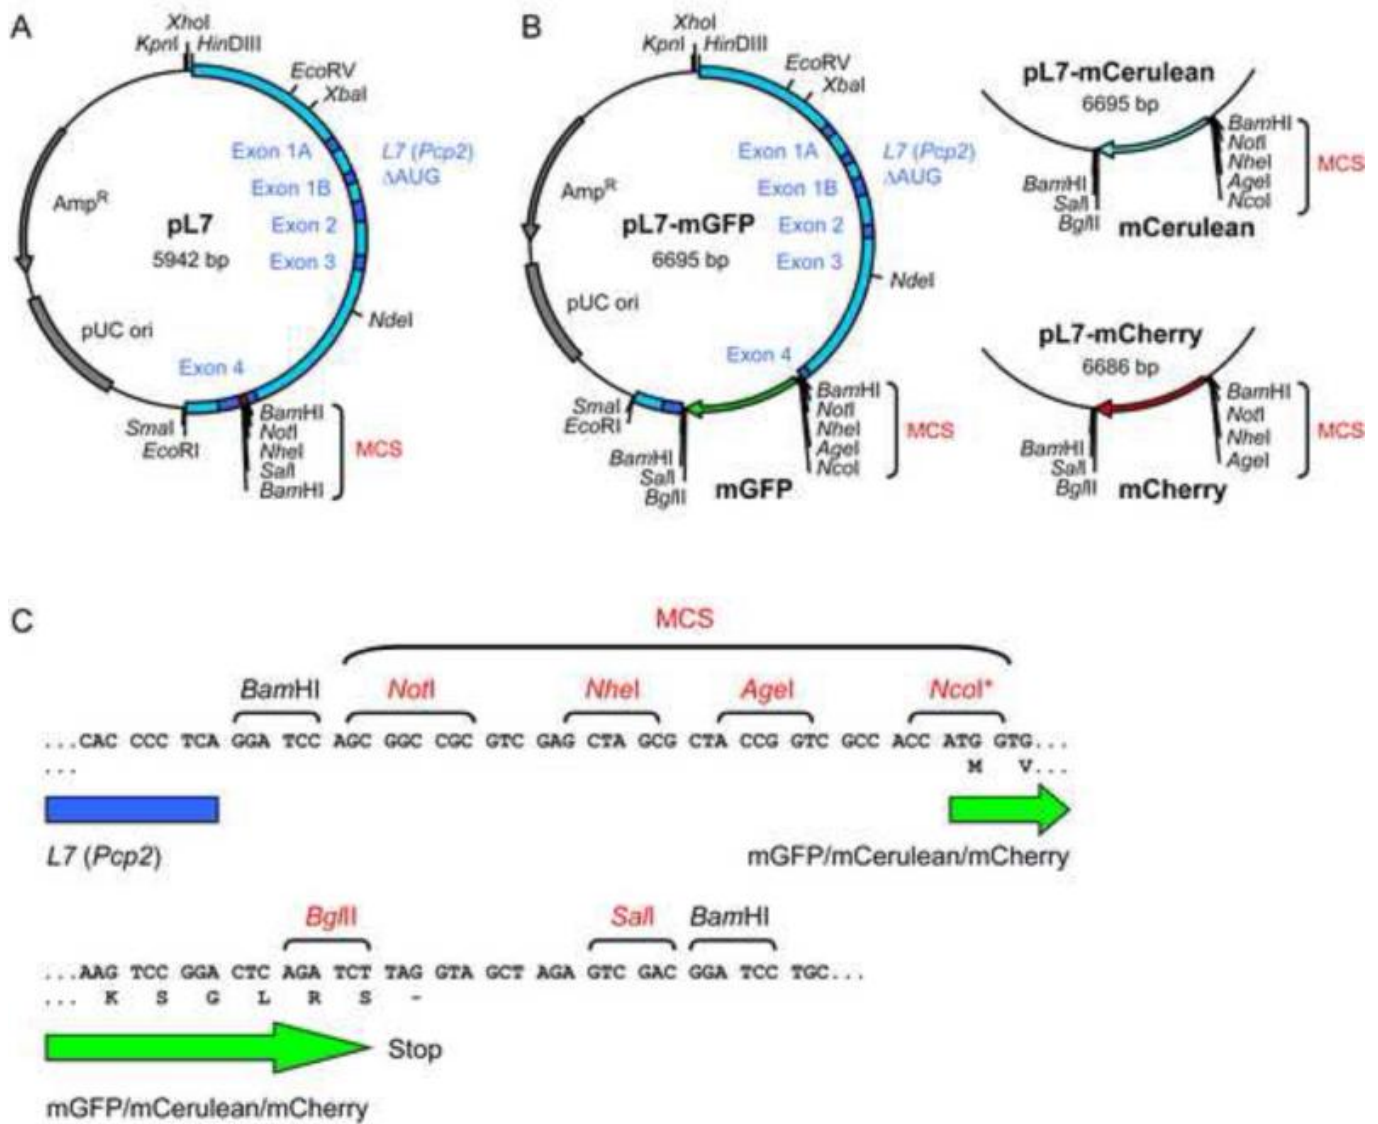 A
XhoI
KpnI HinDIII
EcoRV
XbaI
Exon 1A
L7 (Pcp2)
ΔAUG
Exon 1B
AmpR
pL7
Exon 2
5942 bp
Exon 3
NdeI
pUC ori
Exon 4
SmaI
EcoRI
BamHI
NotI
NheI
SalI
BamHI
MCS
B
XhoI
KpnI HinDIII
EcoRV
XbaI
Exon 1A
L7 (Pcp2)
ΔAUG
Exon 1B
AmpR
pL7-mGFP
Exon 2
6695 bp
Exon 3
NdeI
pUC ori
Exon 4
SmaI
EcoRI
BamHI
NotI
NheI
AgeI
NcoI
MCS
BamHI
SalI
BglII
mGFP
pL7-mCerulean
6695 bp
BamHI
NotI
NheI
AgeI
NcoI
MCS
BamHI
SalI
BglII
mCerulean
pL7-mCherry
6686 bp
BamHI
NotI
NheI
AgeI
MCS
BamHI
SalI
BglII
mCherry
C
MCS
BamHI NotI NheI AgeI NcoI*
...CAC CCC TCA GGA TCC AGC GGC CGC GTC GAG CTA GCG CTA CCG GTC GCC ACC ATG GTG...
... M V...
L7 (Pcp2)
mGFP/mCerulean/mCherry
BglII SalI BamHI
...AAG TCC GGA CTC AGA TCT TAG GTA GCT AGA GTC GAC GGA TCC TGC...
... K S G L R S -
Stop
mGFP/mCerulean/mCherry